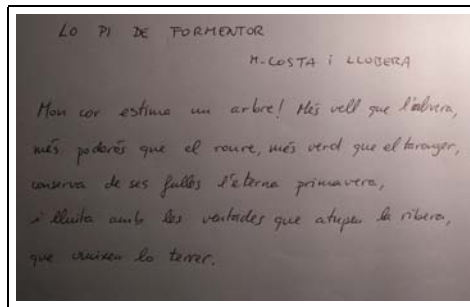 LO PI DE FORMENTOR
M. COSTA i LLOBERA
Mon cor estima un arbre! Més vell que l'olivera,
més poderós que el roure, més verd que el taronger,
conserva de ses fulles l'eterna primavera,
i lluita amb les ventades que atupen la ribera,
que cruixen lo terrer.